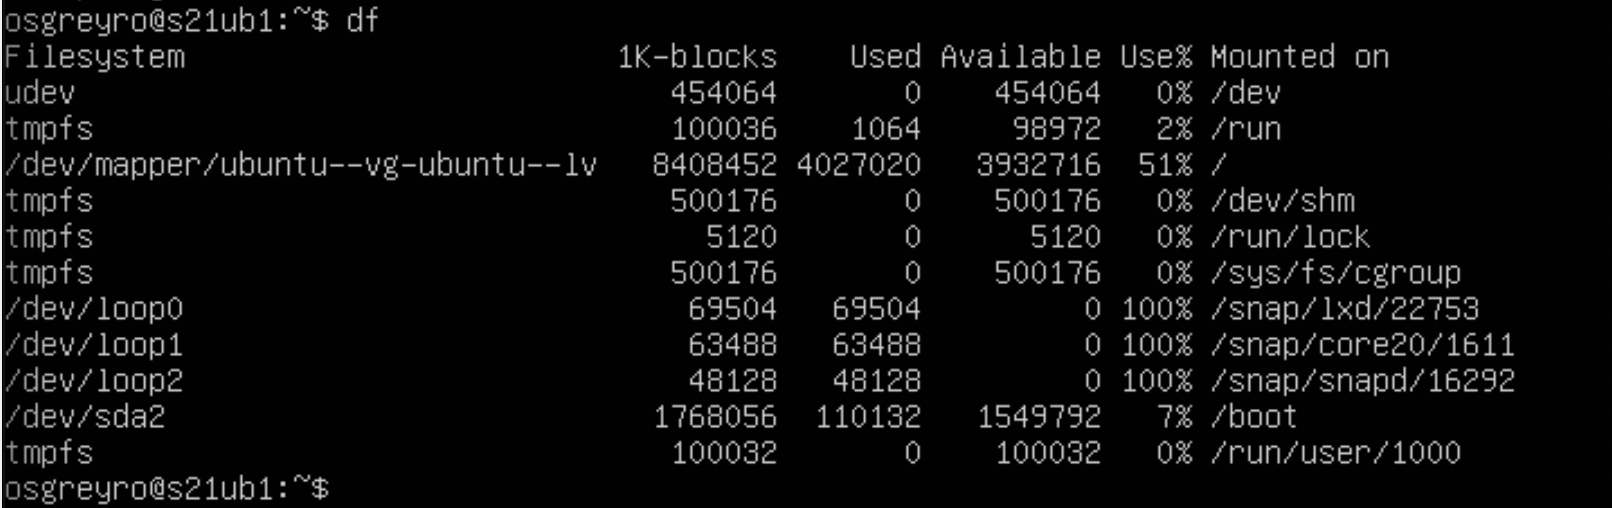 osgreyro@s21ub1:~$ df
Filesystem                        1K-blocks    Used Available Use% Mounted on
udev                                 454064       0    454064   0% /dev
tmpfs                                100036    1064     98972   2% /run
/dev/mapper/ubuntu--vg-ubuntu--lv   8408452 4027020   3932716  51% /
tmpfs                                500176       0    500176   0% /dev/shm
tmpfs                                  5120       0      5120   0% /run/lock
tmpfs                                500176       0    500176   0% /sys/fs/cgroup
/dev/loop0                            69504   69504         0 100% /snap/lxd/22753
/dev/loop1                            63488   63488         0 100% /snap/core20/1611
/dev/loop2                            48128   48128         0 100% /snap/snapd/16292
/dev/sda2                           1768056  110132   1549792   7% /boot
tmpfs                                100032       0    100032   0% /run/user/1000
osgreyro@s21ub1:~$